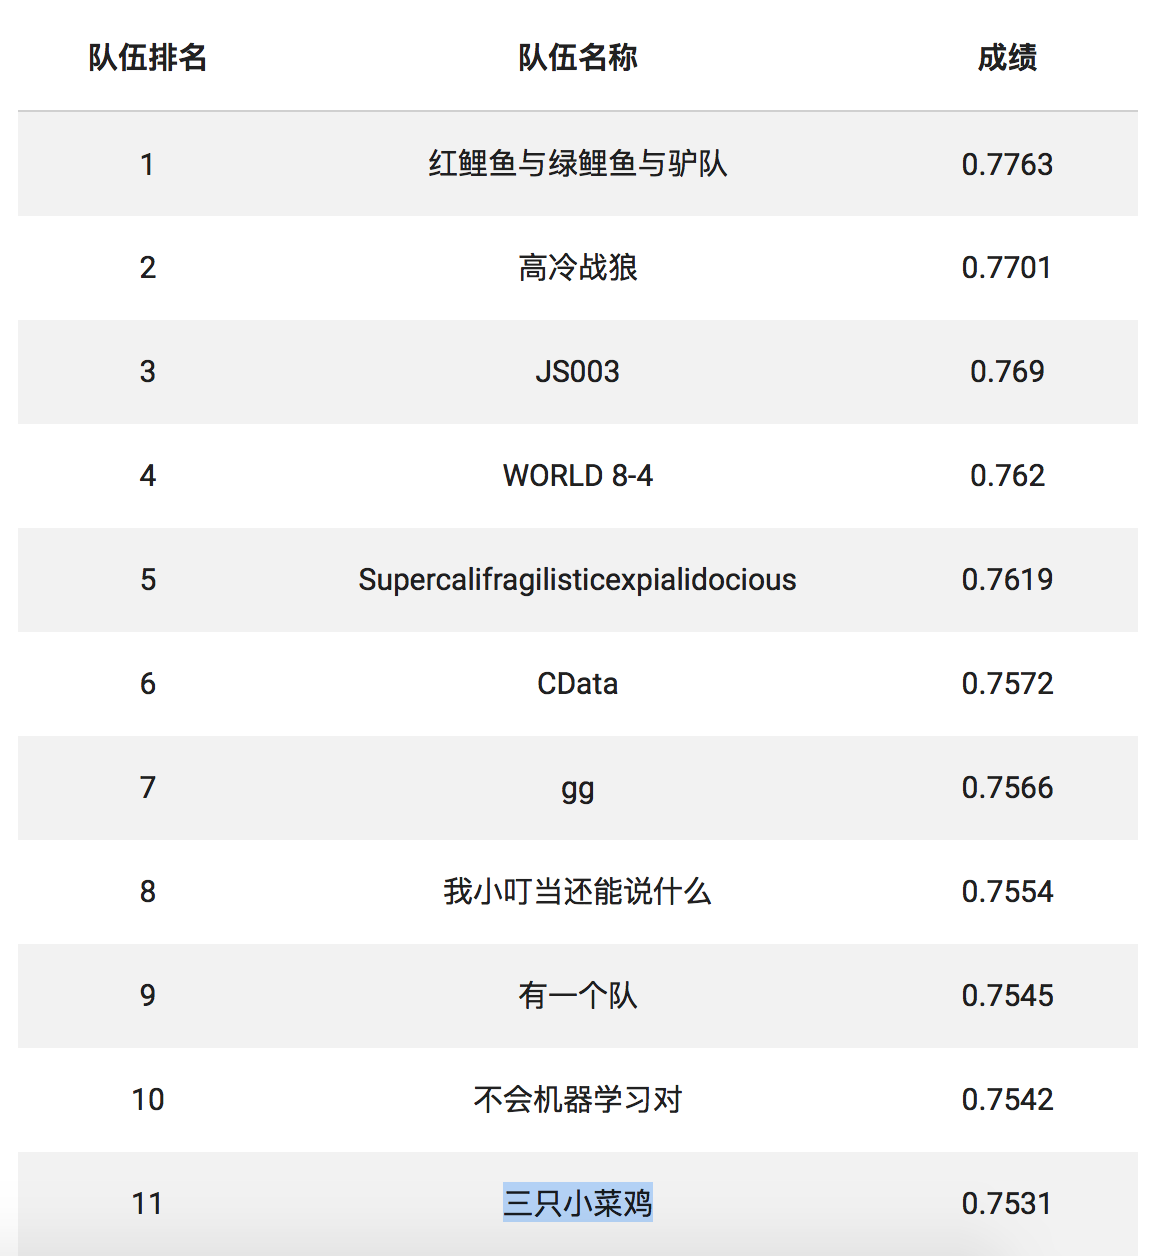 队伍排名 队伍名称 成绩
1 红鲤鱼与绿鲤鱼与驴队 0.7763
2 高冷战狼 0.7701
3 JS003 0.769
4 WORLD 8-4 0.762
5 Supercalifragilisticexpialidocious 0.7619
6 CData 0.7572
7 gg 0.7566
8 我小叮当还能说什么 0.7554
9 有一个队 0.7545
10 不会机器学习对 0.7542
11 三只小菜鸡 0.7531